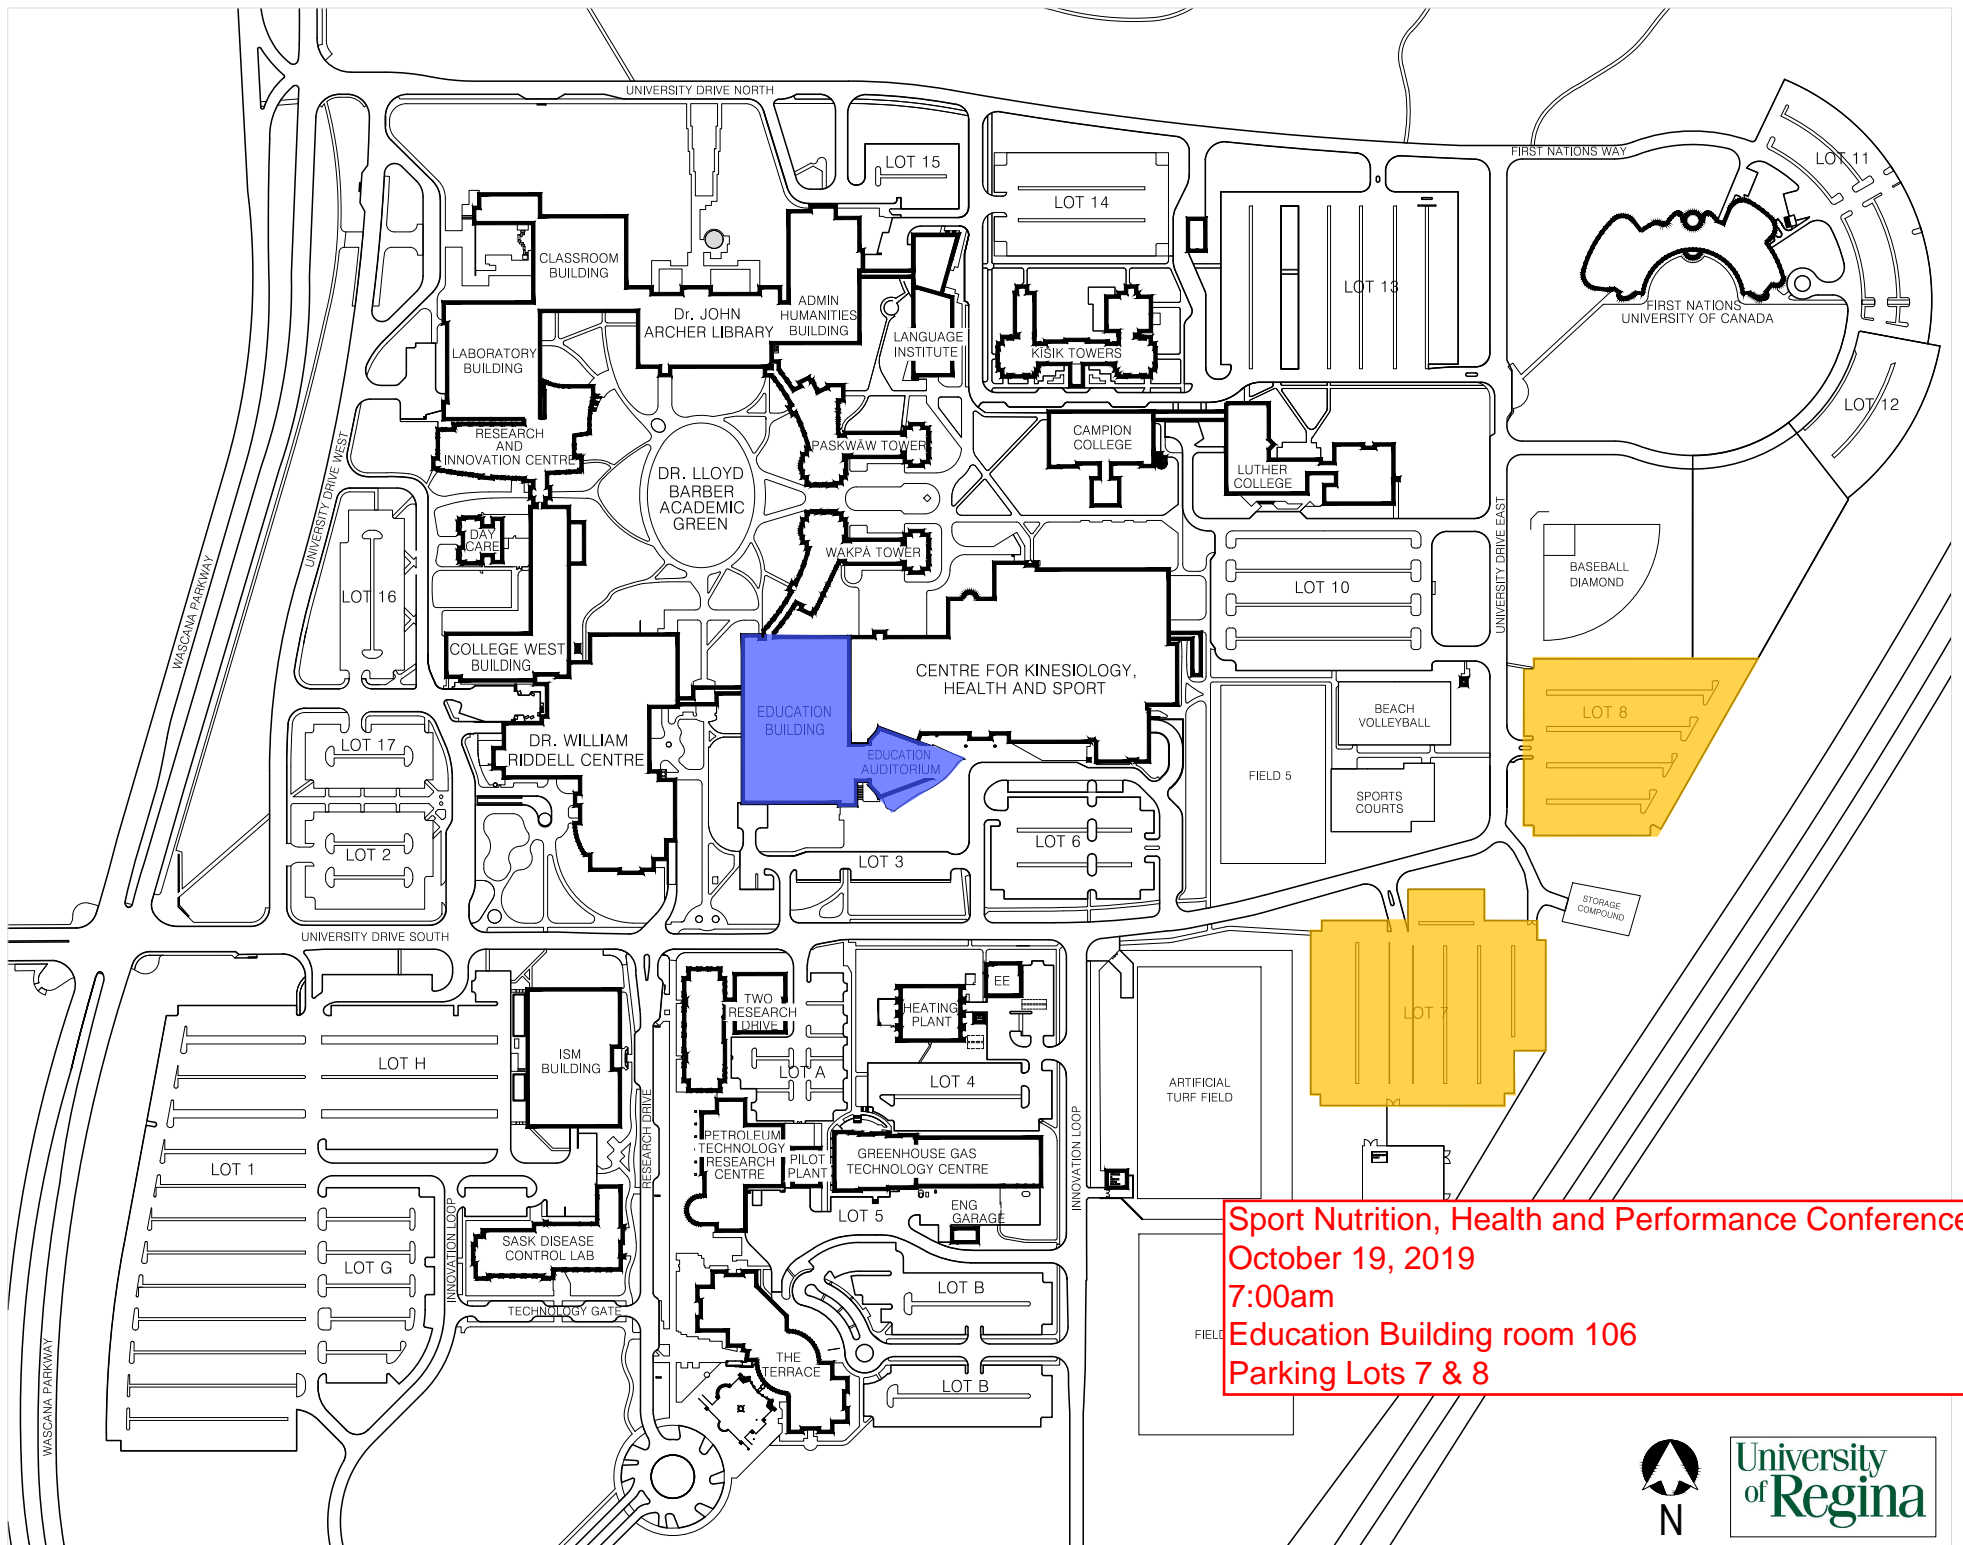 UNIVERSITY DRIVE NORTH
FIRST NATIONS WAY
LOT 11
LOT 15
LOT 14
LOT 13
CLASSROOM
BUILDING
ADMIN
HUMANITIES
BUILDING
Dr. JOHN
ARCHER LIBRARY
LANGUAGE
INSTITUTE
KĪSIK TOWERS
FIRST NATIONS
UNIVERSITY OF CANADA
LABORATORY
BUILDING
LOT 12
RESEARCH
AND
INNOVATION CENTRE
PASKWĀW TOWER
CAMPION
COLLEGE
LUTHER
COLLEGE
DR. LLOYD
BARBER
ACADEMIC
GREEN
UNIVERSITY DRIVE WEST
UNIVERSITY DRIVE EAST
WASCANA PARKWAY
DAY
CARE
WAKPĀ TOWER
BASEBALL
DIAMOND
LOT 16
LOT 10
COLLEGE WEST
BUILDING
CENTRE FOR KINESIOLOGY,
HEALTH AND SPORT
EDUCATION
BUILDING
BEACH
VOLLEYBALL
LOT 8
LOT 17
DR. WILLIAM
RIDDELL CENTRE
EDUCATION
AUDITORIUM
FIELD 5
SPORTS
COURTS
LOT 2
LOT 3
LOT 6
STORAGE
COMPOUND
UNIVERSITY DRIVE SOUTH
TWO
RESEARCH
DRIVE
HEATING
PLANT
EE
LOT 7
LOT H
ISM
BUILDING
LOT A
LOT 4
ARTIFICIAL
TURF FIELD
RESEARCH DRIVE
INNOVATION LOOP
PETROLEUM
TECHNOLOGY
RESEARCH
CENTRE
PILOT
PLANT
GREENHOUSE GAS
TECHNOLOGY CENTRE
LOT 1
LOT 5
ENG
GARAGE
INNOVATION LOOP
SASK DISEASE
CONTROL LAB
LOT G
LOT B
TECHNOLOGY GATE
THE
TERRACE
LOT B
WASCANA PARKWAY
FIELD
Sport Nutrition, Health and Performance Conference
October 19, 2019
7:00am
Education Building room 106
Parking Lots 7 & 8
N
University
of Regina